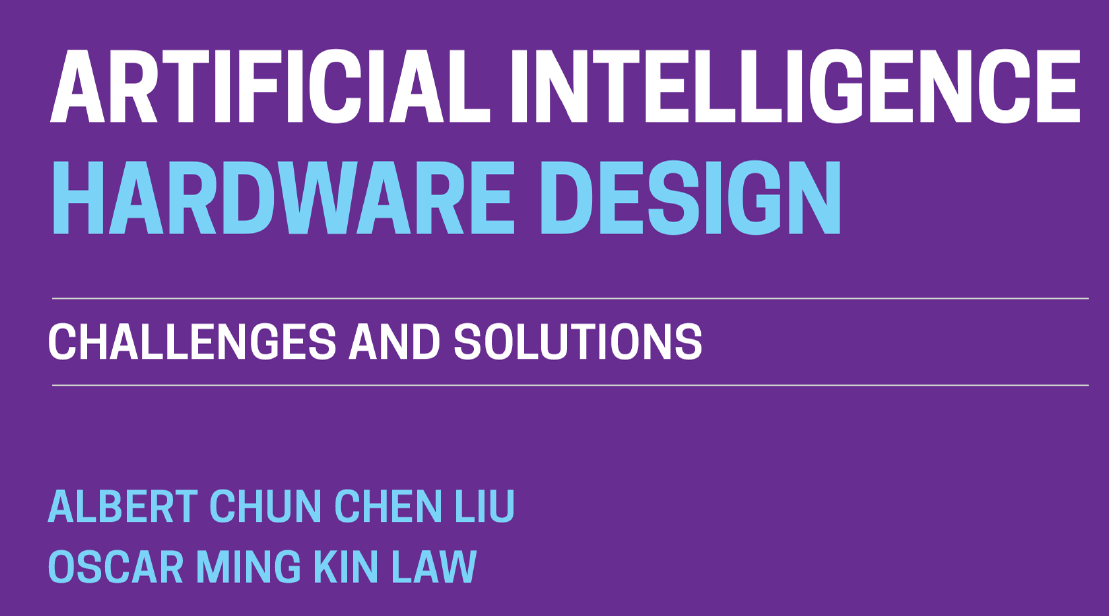 ARTIFICIAL INTELLIGENCE
HARDWARE DESIGN
CHALLENGES AND SOLUTIONS
ALBERT CHUN CHEN LIU
OSCAR MING KIN LAW